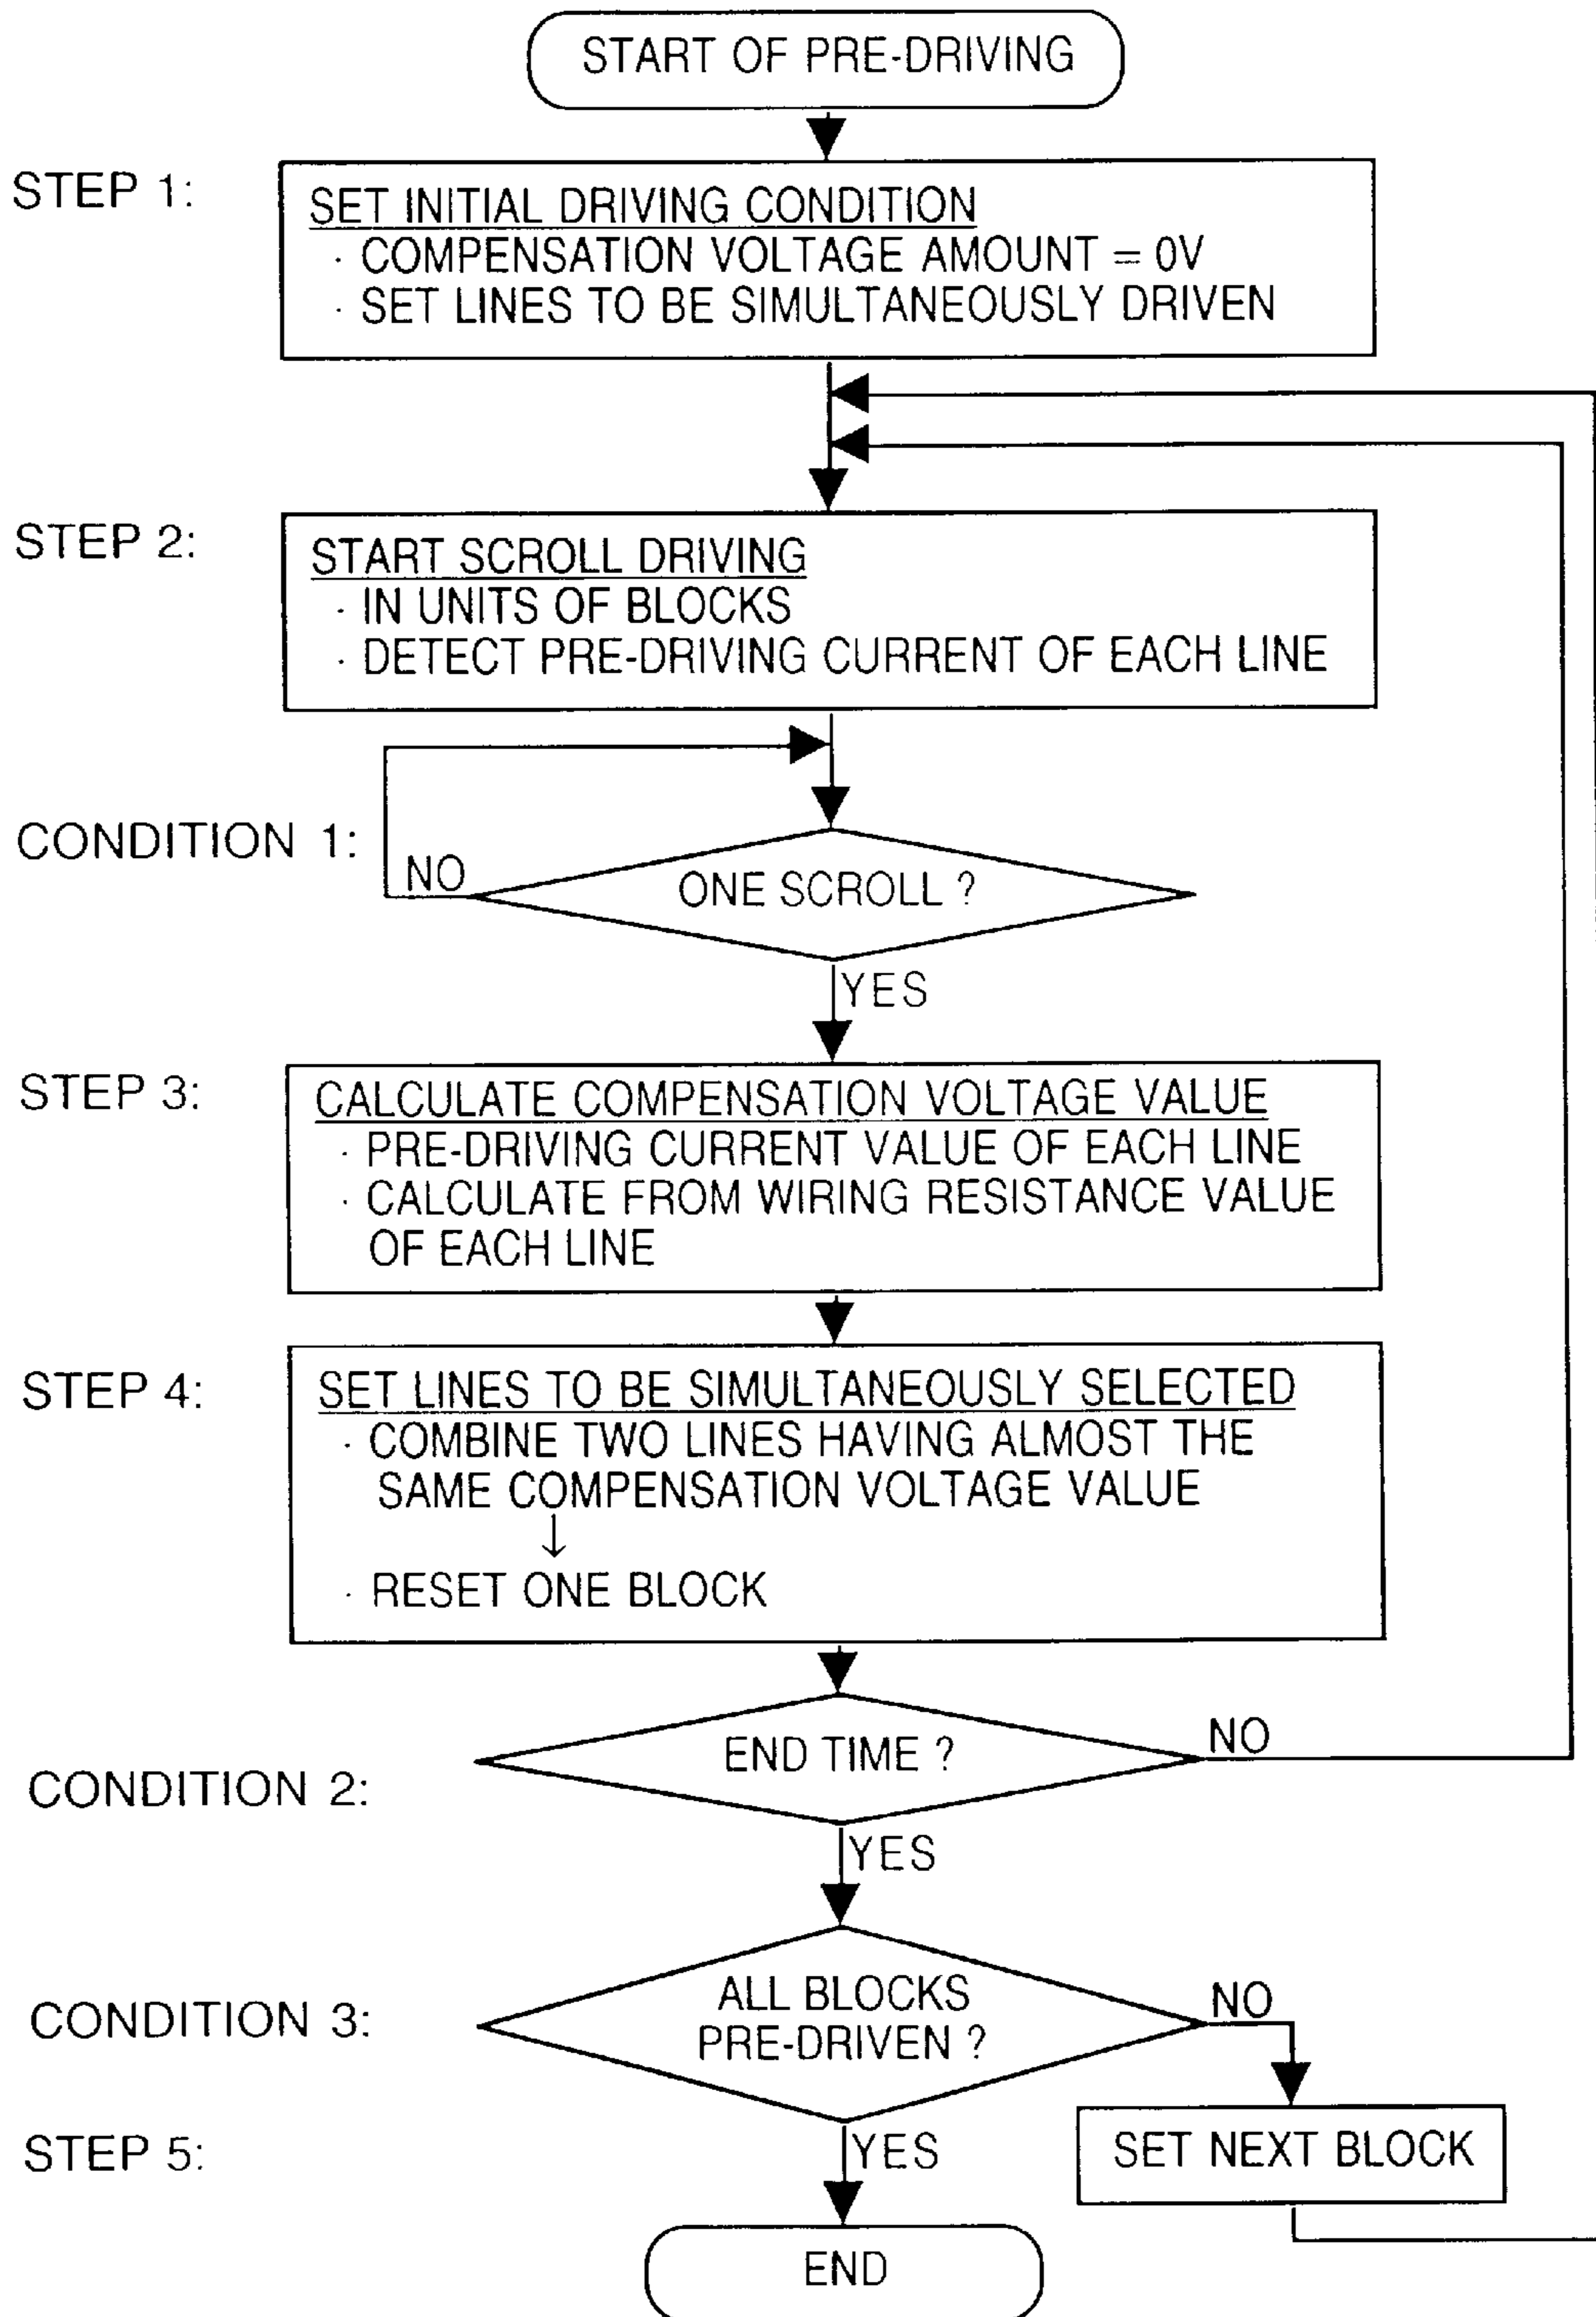 START OF PRE-DRIVING
STEP 1:
SET INITIAL DRIVING CONDITION
· COMPENSATION VOLTAGE AMOUNT = 0V
· SET LINES TO BE SIMULTANEOUSLY DRIVEN
STEP 2:
START SCROLL DRIVING
· IN UNITS OF BLOCKS
· DETECT PRE-DRIVING CURRENT OF EACH LINE
CONDITION 1:
NO
ONE SCROLL ?
YES
STEP 3:
CALCULATE COMPENSATION VOLTAGE VALUE
· PRE-DRIVING CURRENT VALUE OF EACH LINE
· CALCULATE FROM WIRING RESISTANCE VALUE
OF EACH LINE
STEP 4:
SET LINES TO BE SIMULTANEOUSLY SELECTED
· COMBINE TWO LINES HAVING ALMOST THE
SAME COMPENSATION VOLTAGE VALUE
↓
· RESET ONE BLOCK
CONDITION 2:
END TIME ?
NO
YES
CONDITION 3:
ALL BLOCKS
PRE-DRIVEN ?
NO
STEP 5:
YES
SET NEXT BLOCK
END